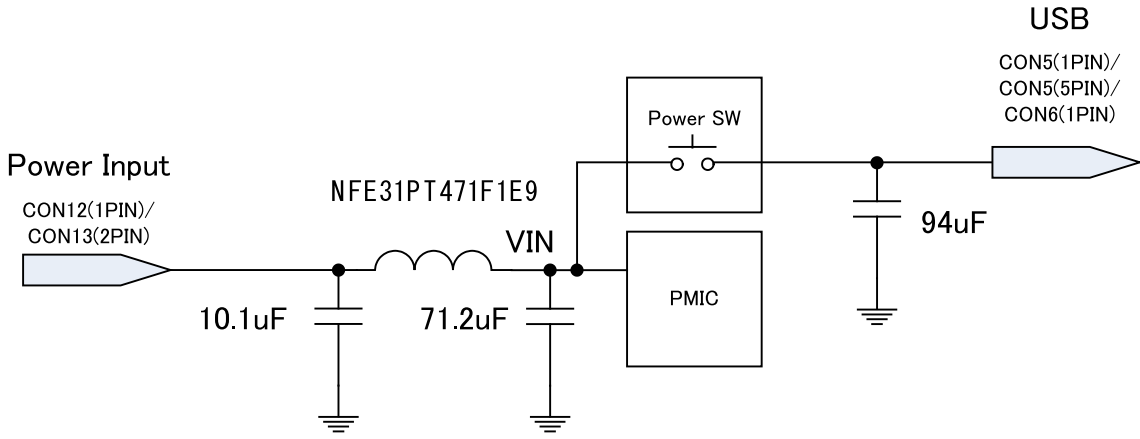 USB
CON5(1PIN)/
CON5(5PIN)/
CON6(1PIN)
Power SW
Power Input
CON12(1PIN)/
CON13(2PIN)
NFE31PT471F1E9
VIN
94uF
PMIC
10.1uF
71.2uF